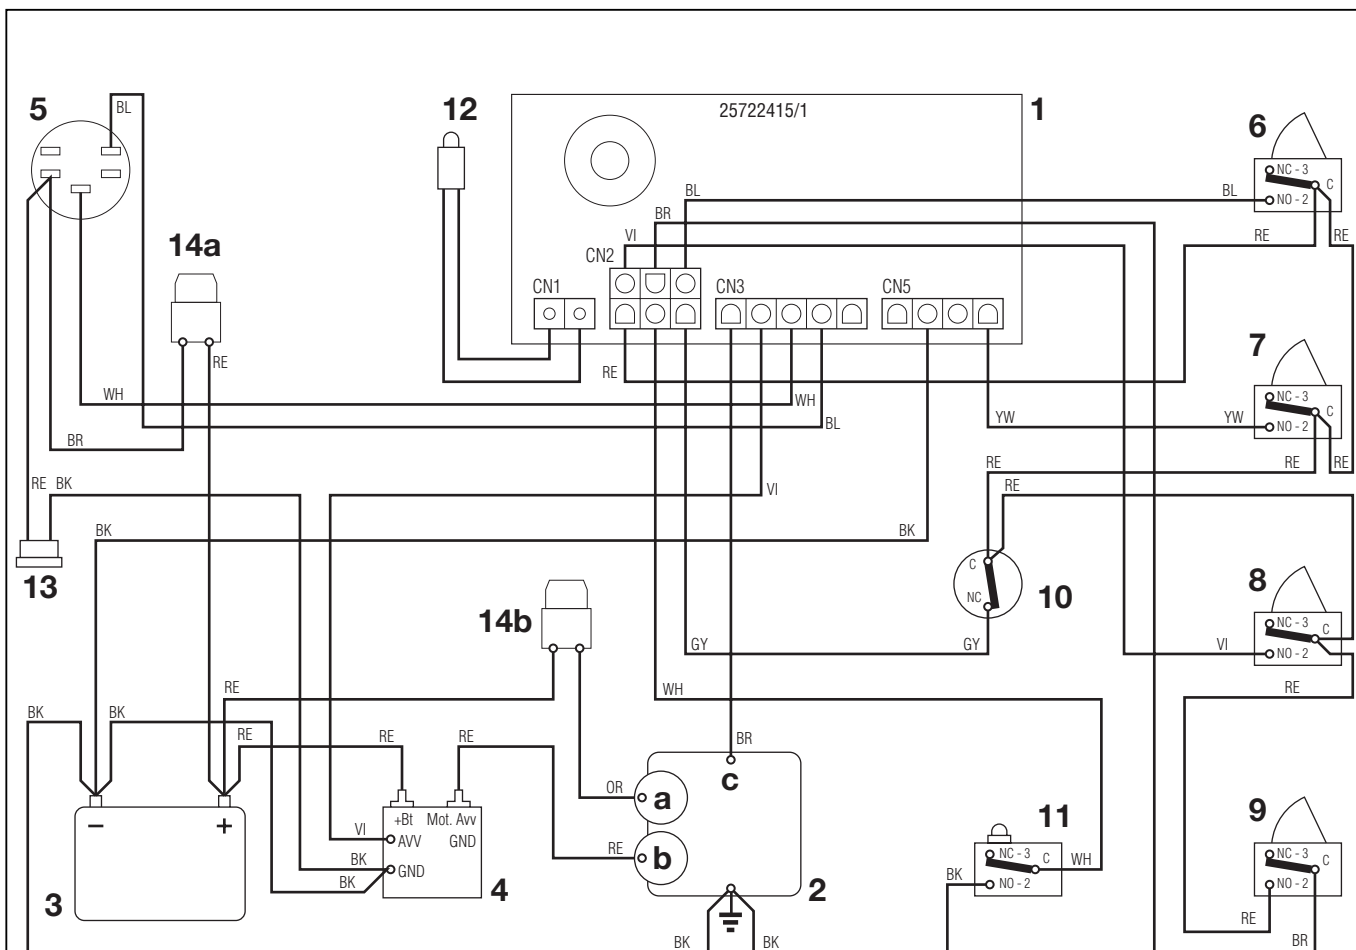 5
BL
12
25722415/1
1
6
NC - 3
C
NO - 2
BL
BL
BR
VI
RE
RE
14a
CN2
CN1
CN3
CN5
7
RE
RE
NC - 3
C
NO - 2
WH
WH
BR
BL
YW
YW
RE
RE
RE
RE
BK
VI
RE
BK
BK
13
C
NC
10
8
14b
NC - 3
C
NO - 2
GY
GY
VI
RE
WH
RE
BK
BK
RE
RE
RE
BR
c
OR
a
–
+
+Bt
Mot. Avv
VI
AVV
GND
11
9
RE
b
NC - 3
C
WH
NC - 3
C
BK
GND
BK
BK
NO - 2
NO - 2
3
4
2
RE
BK
BK
BR